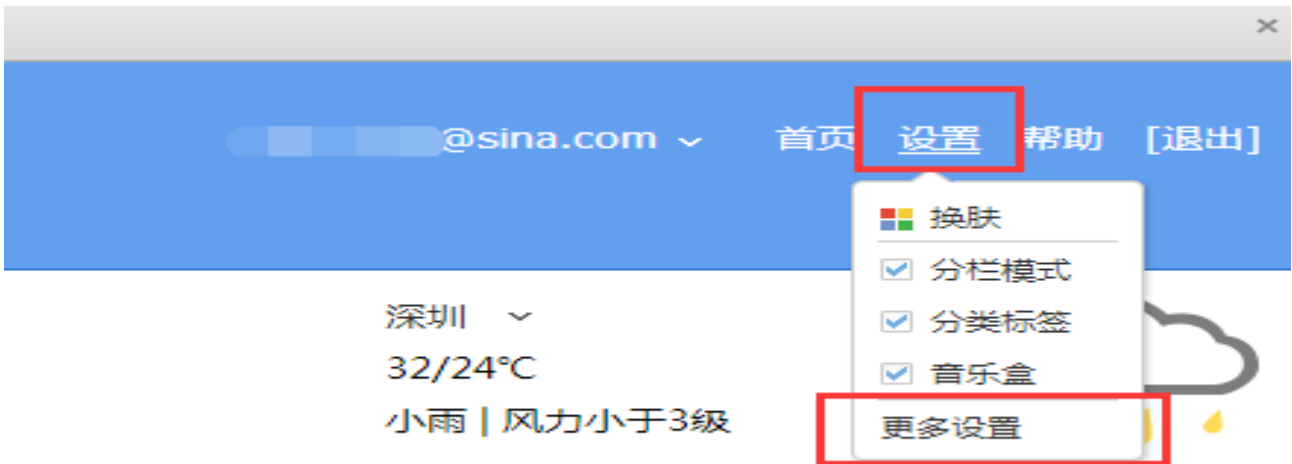 @sina.com 首页 设置 帮助 [退出]
换肤
分栏模式
分类标签
音乐盒
更多设置
深圳
32/24℃
小雨 | 风力小于3级